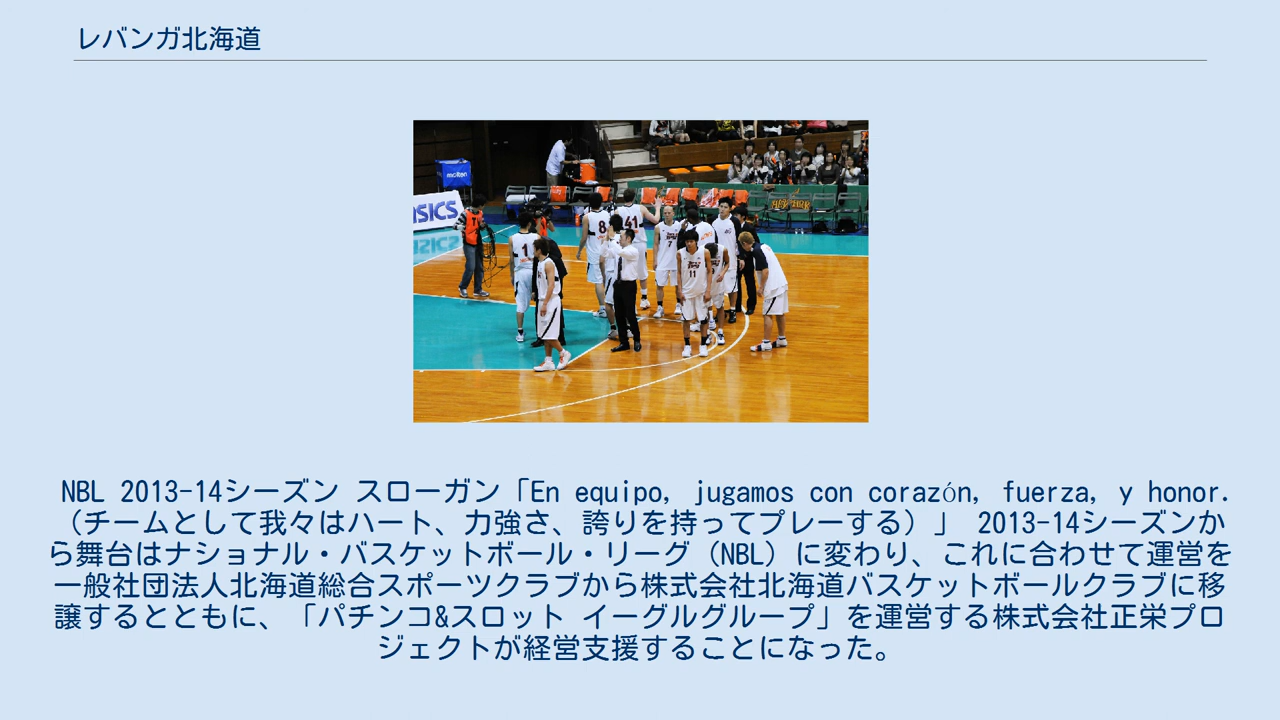 レバンガ北海道
molten
ASICS
8
41
1
7
11
NBL 2013-14シーズン スローガン「En equipo, jugamos con corazón, fuerza, y honor.
（チームとして我々はハート、力強さ、誇りを持ってプレーする）」 2013-14シーズンか
ら舞台はナショナル・バスケットボール・リーグ（NBL）に変わり、これに合わせて運営を
一般社団法人北海道総合スポーツクラブから株式会社北海道バスケットボールクラブに移
譲するとともに、「パチンコ&スロット イーグルグループ」を運営する株式会社正栄プロ
ジェクトが経営支援することになった。